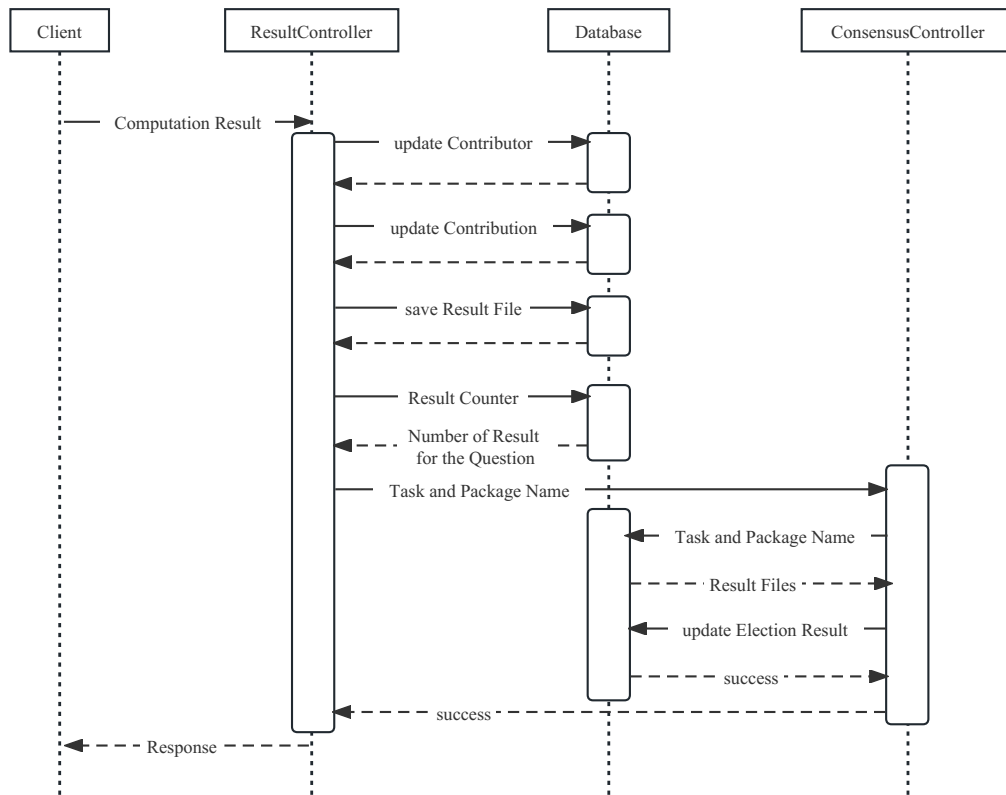 Client
ResultController
Database
ConsensusController
Computation Result
update Contributor
update Contribution
save Result File
Result Counter
Number of Result
for the Question
Task and Package Name
Task and Package Name
Result Files
update Election Result
success
success
Response